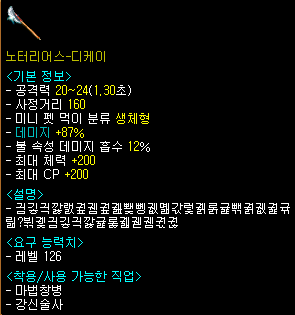 노터리어스-디케이
<기본 정보>
- 공격력 20~24(1.30초)
- 사정거리 160
- 미니 펫 먹이 분류 생체형
- 데미지 +87%
- 불 속성 데미지 흡수 12%
- 최대 체력 +200
- 최대 CP +200
<설명>
<요구 능력치>
- 레벨 126
<착용/사용 가능한 직업>
- 마법창병
- 강신술사